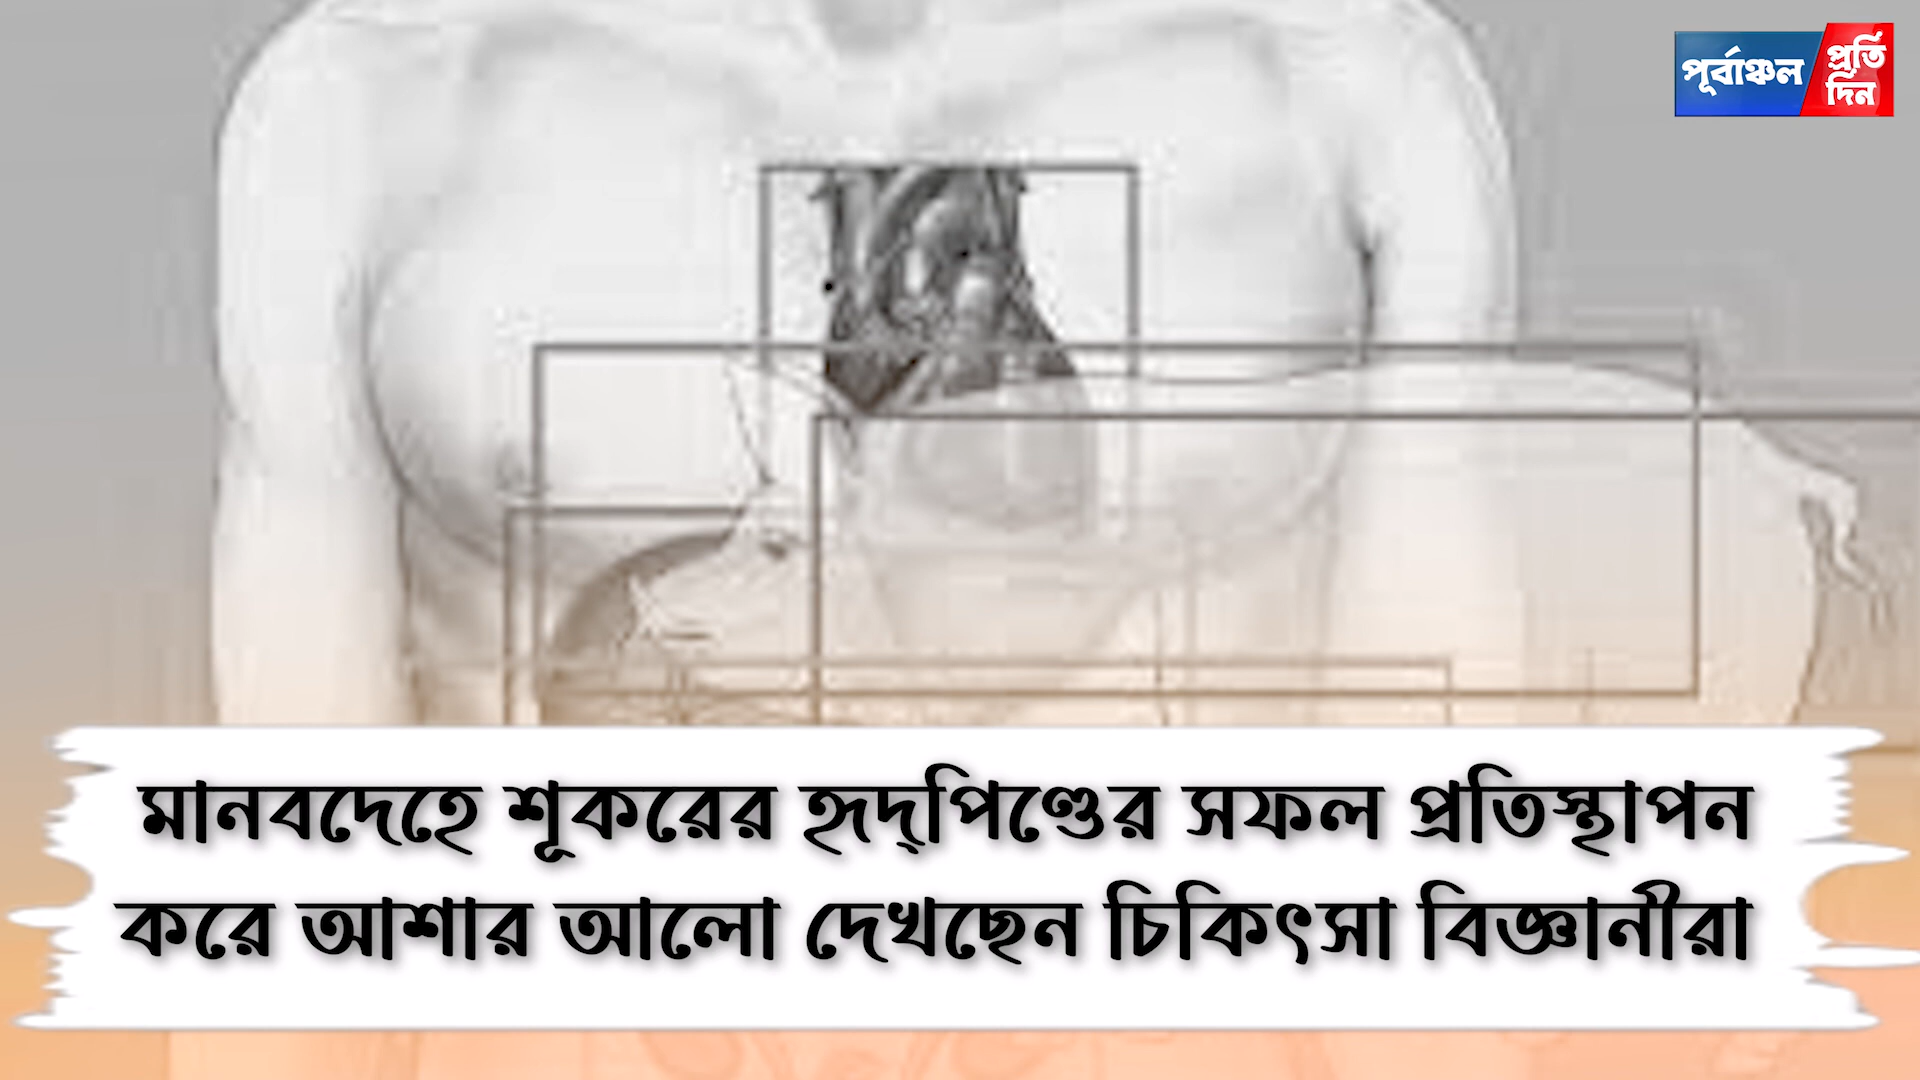 পূর্বাঞ্চল
প্রতি
দিন
মানবদেহে শূকরের হৃদ্‌পিণ্ডের সফল প্রতিস্থাপন
করে আশার আলো দেখছেন চিকিৎসা বিজ্ঞানীরা